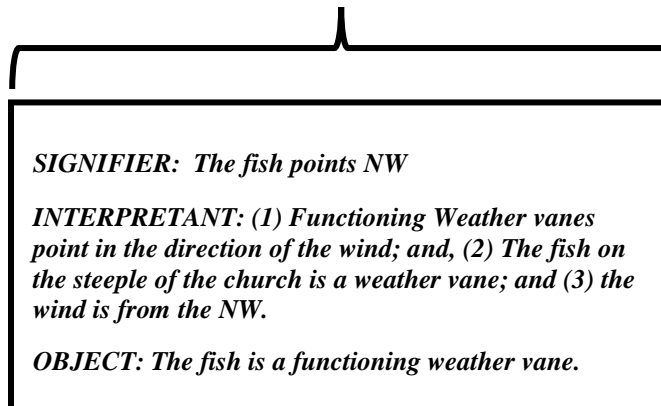 SIGNIFIER: The fish points NW
INTERPRETANT: (1) Functioning Weather vanes
point in the direction of the wind; and, (2) The fish on
the steeple of the church is a weather vane; and (3) the
wind is from the NW.
OBJECT: The fish is a functioning weather vane.